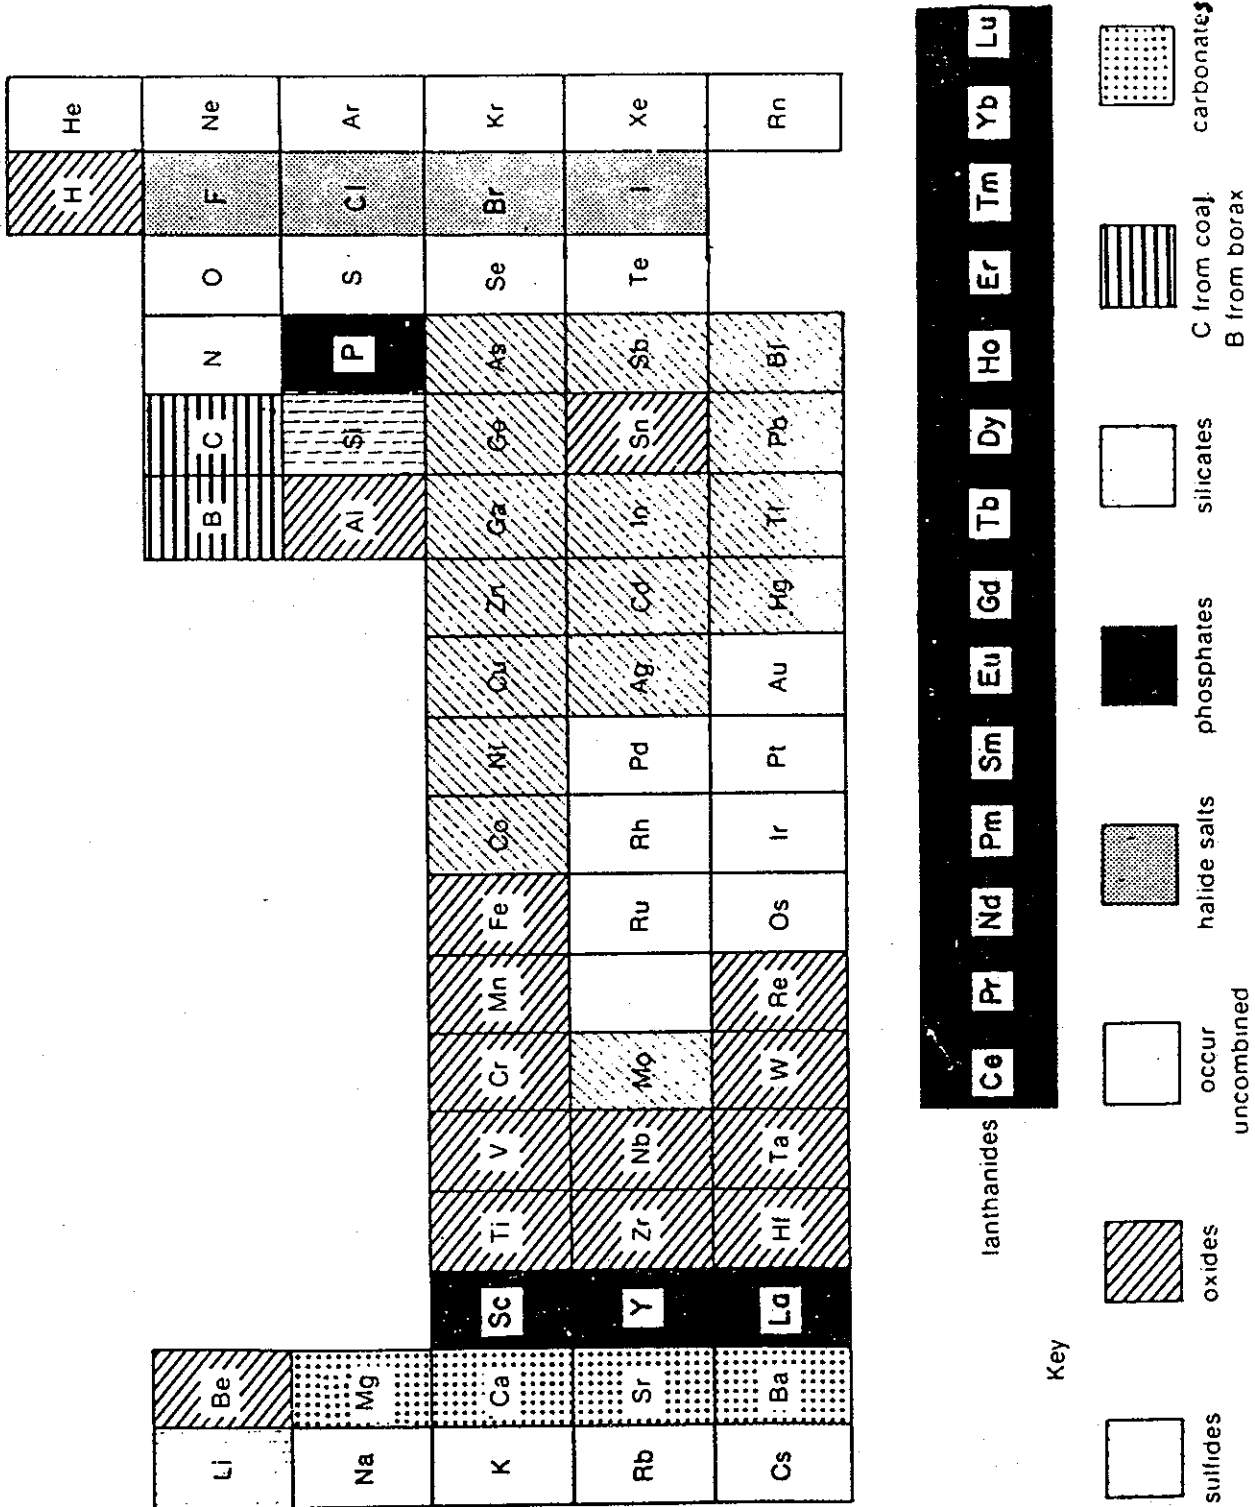 H He
Li Be B C N O F Ne
Na Mg Al Si P S Cl Ar
K Ca Sc Ti V Cr Mn Fe Co Ni Cu Zn Ga Ge As Se Br Kr
Rb Sr Y Zr Nb Mo Ru Rh Pd Ag Cd In Sn Sb Te I Xe
Cs Ba La Hf Ta W Re Os Ir Pt Au Hg Tl Pb Bi Rn
lanthanides Ce Pr Nd Pm Sm Eu Gd Tb Dy Ho Er Tm Yb Lu
Key
sulfides
oxides
occur
uncombined
halide salts
phosphates
silicates
C from coal.
B from borax
carbonates